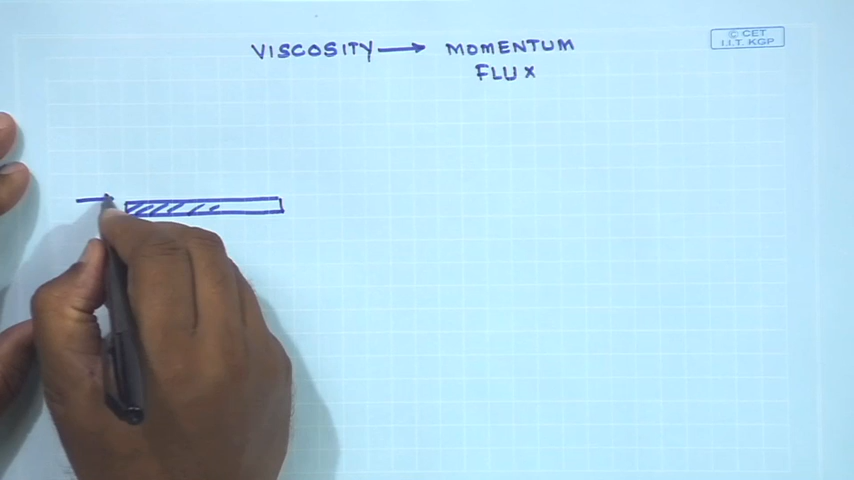 VISCOSITY → MOMENTUM
FLUX
© CET
I.I.T. KGP